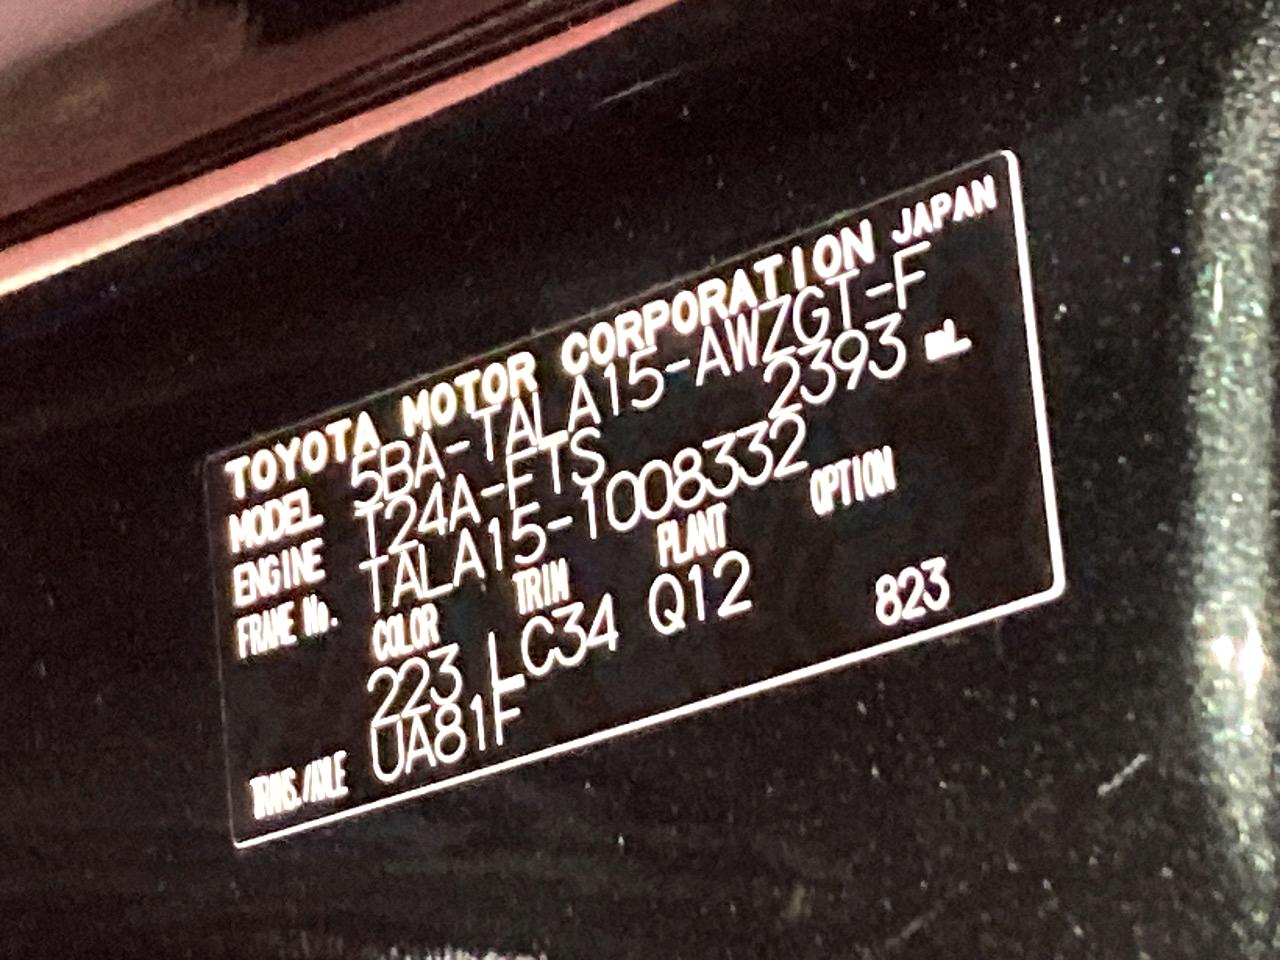 TOYOTA MOTOR CORPORATION JAPAN
MODEL 5BA-TALA15-AWZGT-F
ENGINE T24A-FTS 2393 mL
FRAME No. TALA15-1008332
COLOR TRIM PLANT OPTION
223 LC34 Q12 823
TRANS./AXLE UA81F